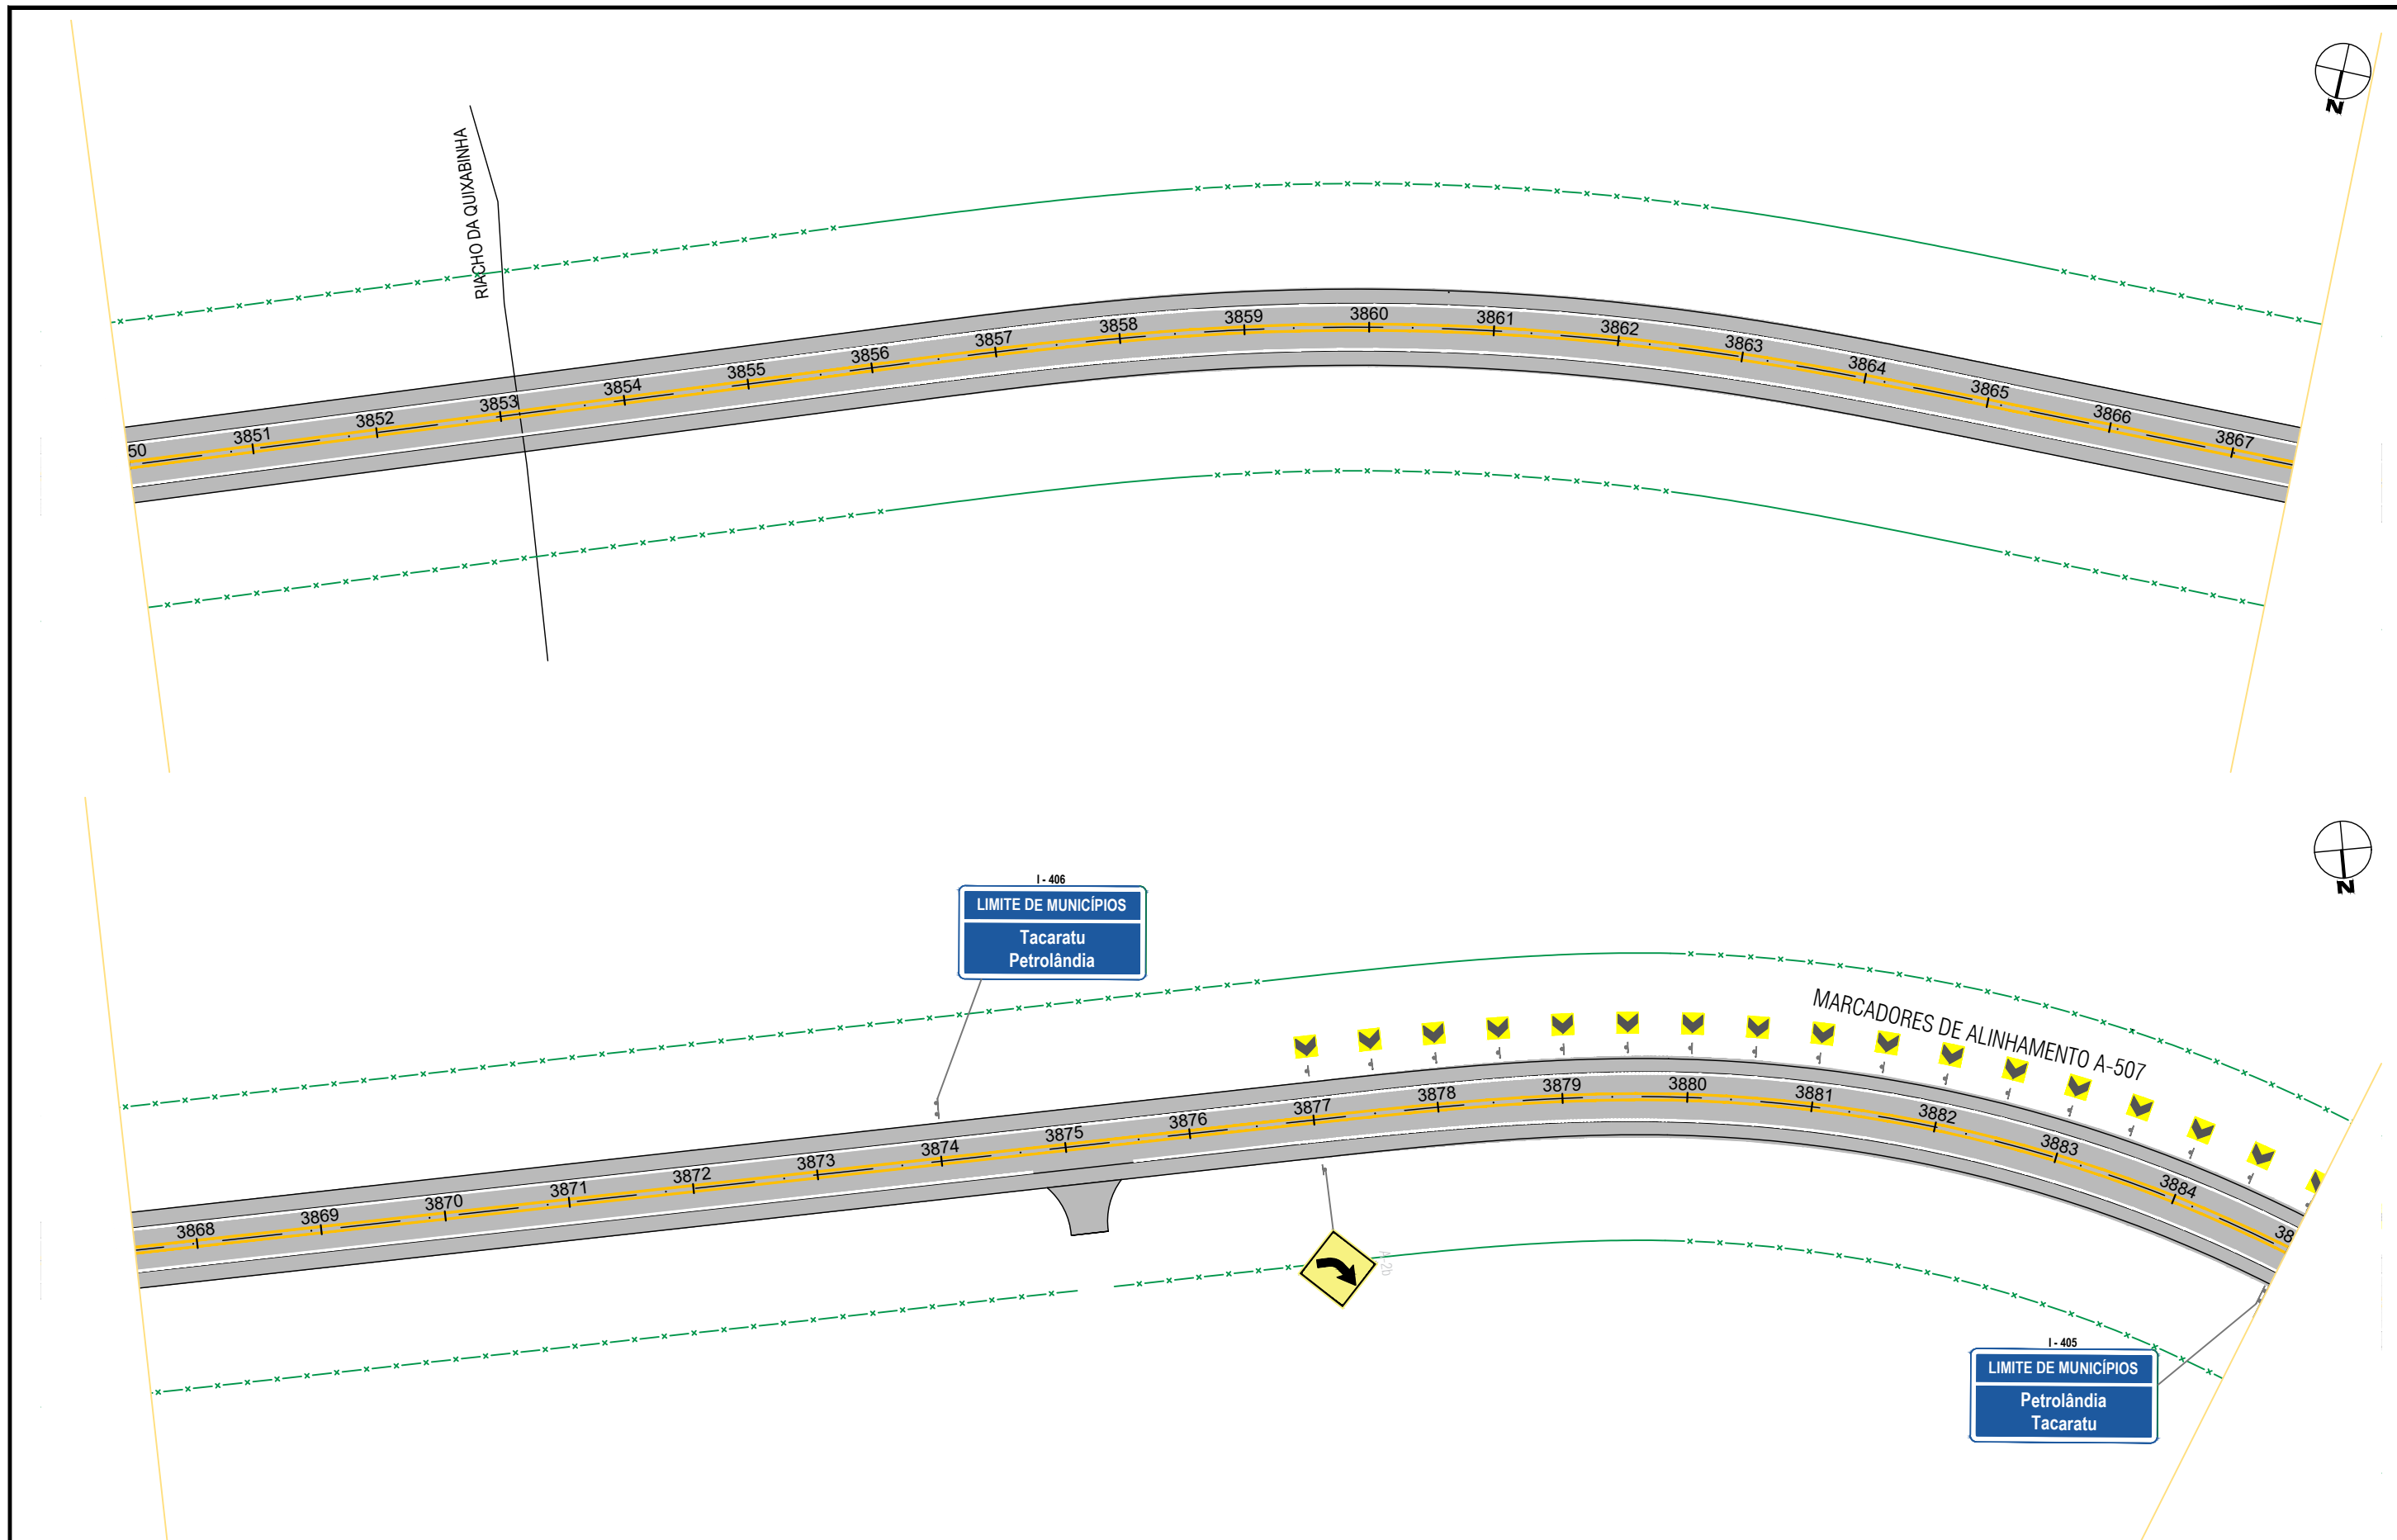 N
RIACHO DA QUIXABINHA
50
3851
3852
3853
3854
3855
3856
3857
3858
3859
3860
3861
3862
3863
3864
3865
3866
3867
N
I - 406
LIMITE DE MUNICÍPIOS
Tacaratu
Petrolândia
MARCADORES DE ALINHAMENTO A-507
3868
3869
3870
3871
3872
3873
3874
3875
3876
3877
3878
3879
3880
3881
3882
3883
3884
38
A-2b
I - 405
LIMITE DE MUNICÍPIOS
Petrolândia
Tacaratu